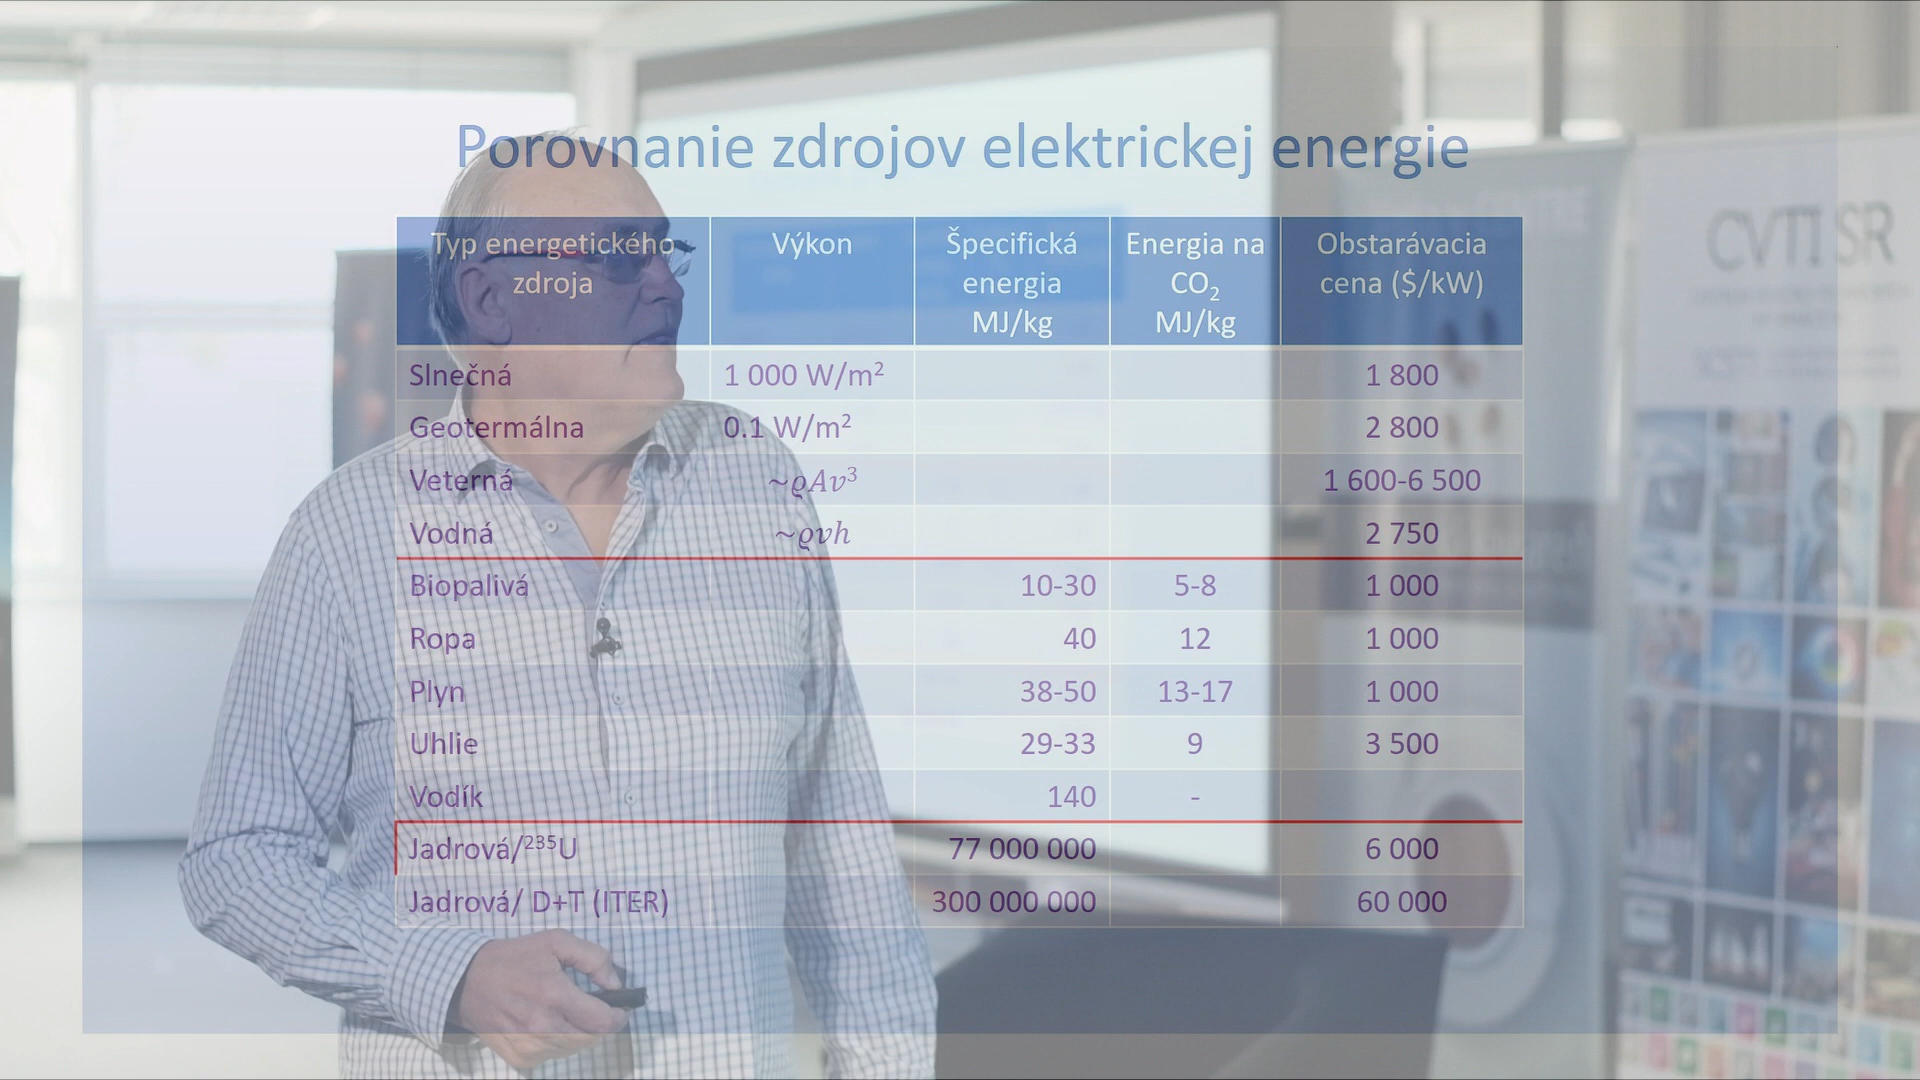 Porovnanie zdrojov elektrickej energie
Typ energetického zdroja Výkon Špecifická energia MJ/kg Energia na CO₂ MJ/kg Obstarávacia cena ($/kW)
Slnečná 1 000 W/m² 1 800
Geotermálna 0.1 W/m² 2 800
Veterná ~ϱAv³ 1 600-6 500
Vodná ~ϱvh 2 750
Biopalivá 10-30 5-8 1 000
Ropa 40 12 1 000
Plyn 38-50 13-17 1 000
Uhlie 29-33 9 3 500
Vodík 140 -
Jadrová/²³⁵U 77 000 000 6 000
Jadrová/ D+T (ITER) 300 000 000 60 000
CVTI SR